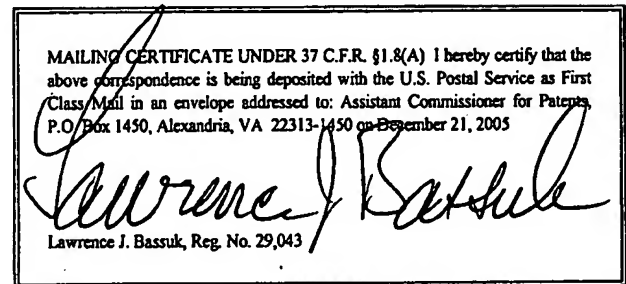 MAILING CERTIFICATE UNDER 37 C.F.R. §1.8(A) I hereby certify that the
above correspondence is being deposited with the U.S. Postal Service as First
Class Mail in an envelope addressed to: Assistant Commissioner for Patents,
P.O. Box 1450, Alexandria, VA 22313-1450 on December 21, 2005
Lawrence J Bassuk
Lawrence J. Bassuk, Reg. No. 29,043